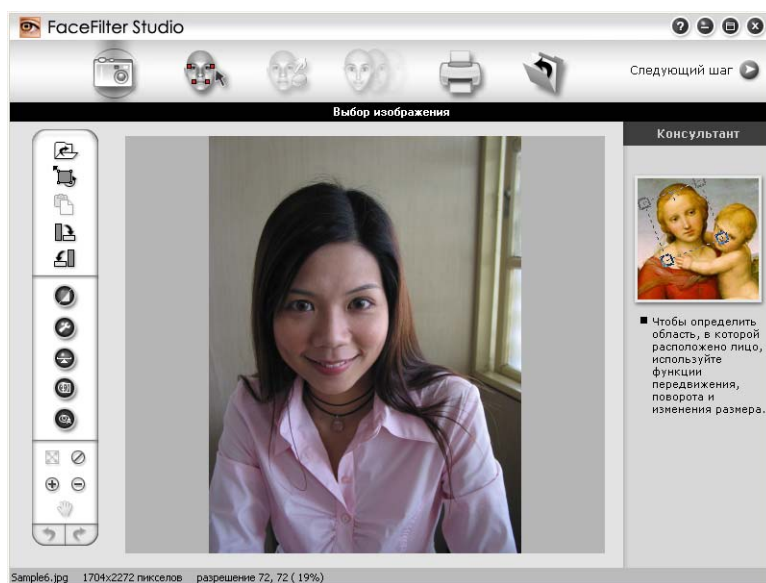 FaceFilter Studio
Следующий шаг
Выбор изображения
Консультант
Чтобы определить
область, в которой
расположено лицо,
используйте
функции
передвижения,
поворота и
изменения размера.
Sample6.jpg 1704x2272 пикселов разрешение 72, 72 ( 19%)